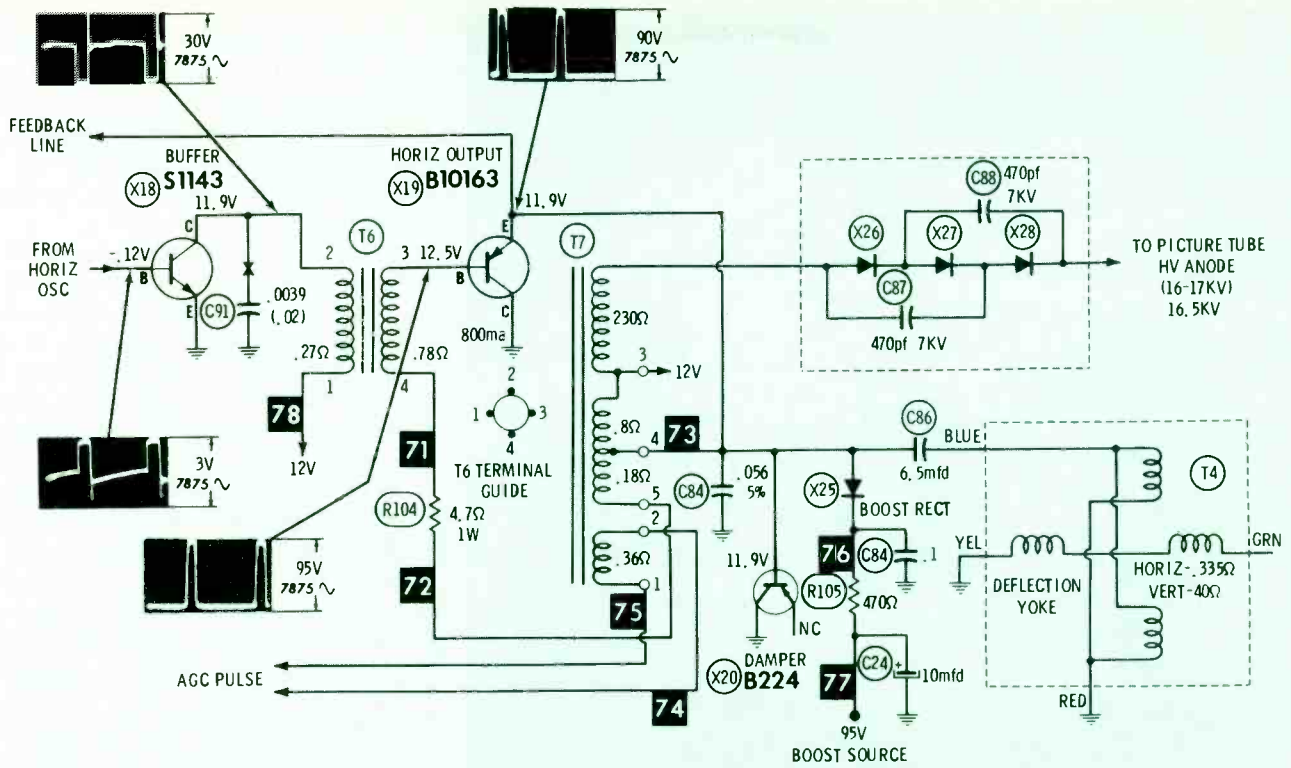 30V
7875 ∿
90V
7875 ∿
FEEDBACK
LINE
BUFFER
X18 S1143
11.9V
HORIZ OUTPUT
X19 B10163
11.9V
C88 470pf
7KV
FROM
HORIZ
OSC
-.12V
B
C
E
C91
.0039
(.02)
T6
2
3
12.5V
B
E
C
T7
X26
X27
X28
TO PICTURE TUBE
HV ANODE
(16-17KV)
16.5KV
C87
470pf 7KV
230Ω
800ma
.27Ω
.78Ω
1
4
3
12V
2
1
3
4
T6 TERMINAL
GUIDE
78
12V
71
.8Ω
4
73
.18Ω
5
2
.36Ω
1
C84
.056
5%
C86
6.5mfd
BLUE
T4
X25
BOOST RECT
3V
7875 ∿
R104
4.7Ω
1W
72
75
11.9V
76
C84
.1
R105
470Ω
YEL
GRN
DEFLECTION
YOKE
HORIZ-.335Ω
VERT-40Ω
95V
7875 ∿
NC
DAMPER
X20 B224
77
C24
+
10mfd
AGC PULSE
74
RED
95V
BOOST SOURCE